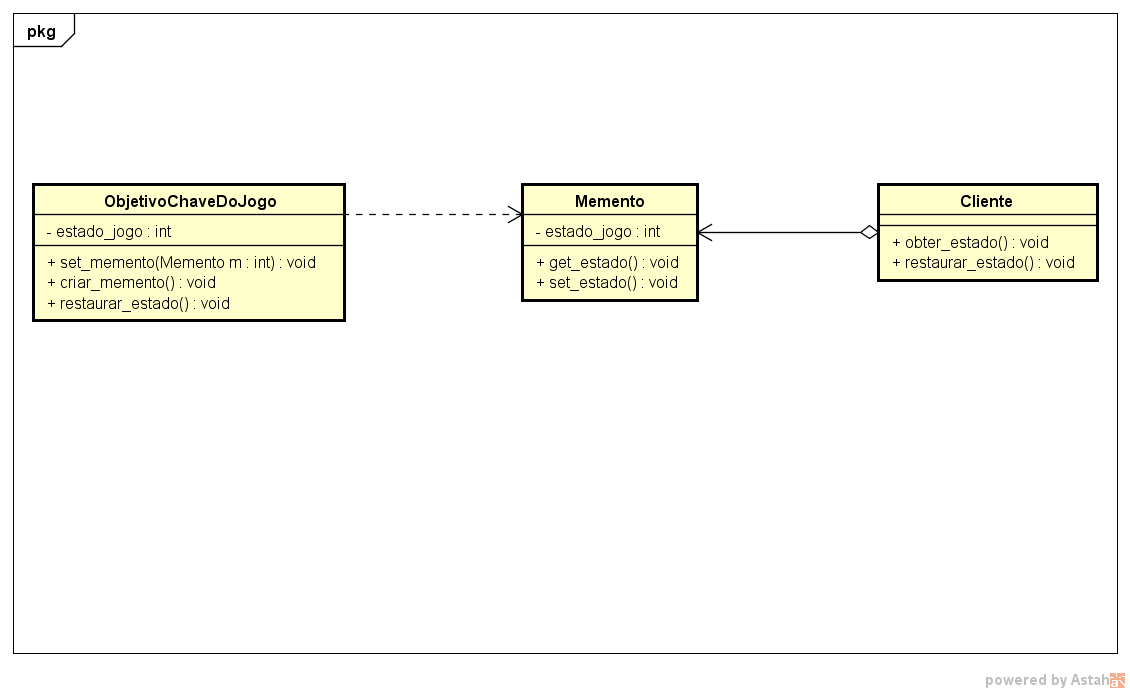 pkg
ObjetivoChaveDoJogo
- estado_jogo : int
+ set_memento(Memento m : int) : void
+ criar_memento() : void
+ restaurar_estado() : void
Memento
- estado_jogo : int
+ get_estado() : void
+ set_estado() : void
Cliente
+ obter_estado() : void
+ restaurar_estado() : void
powered by Astah